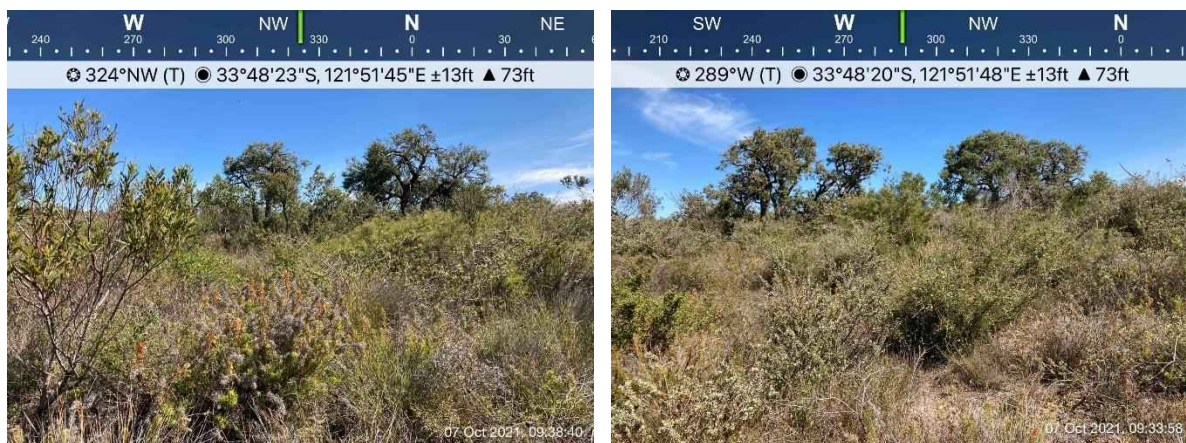 W NW N NE
240 270 300 330 0 30 6
324°NW (T) 33°48'23"S, 121°51'45"E ±13ft ▲ 73ft
07 Oct 2021, 09:38:40
SW W NW N
210 240 270 300 330 0
289°W (T) 33°48'20"S, 121°51'48"E ±13ft ▲ 73ft
07 Oct 2021, 09:33:58